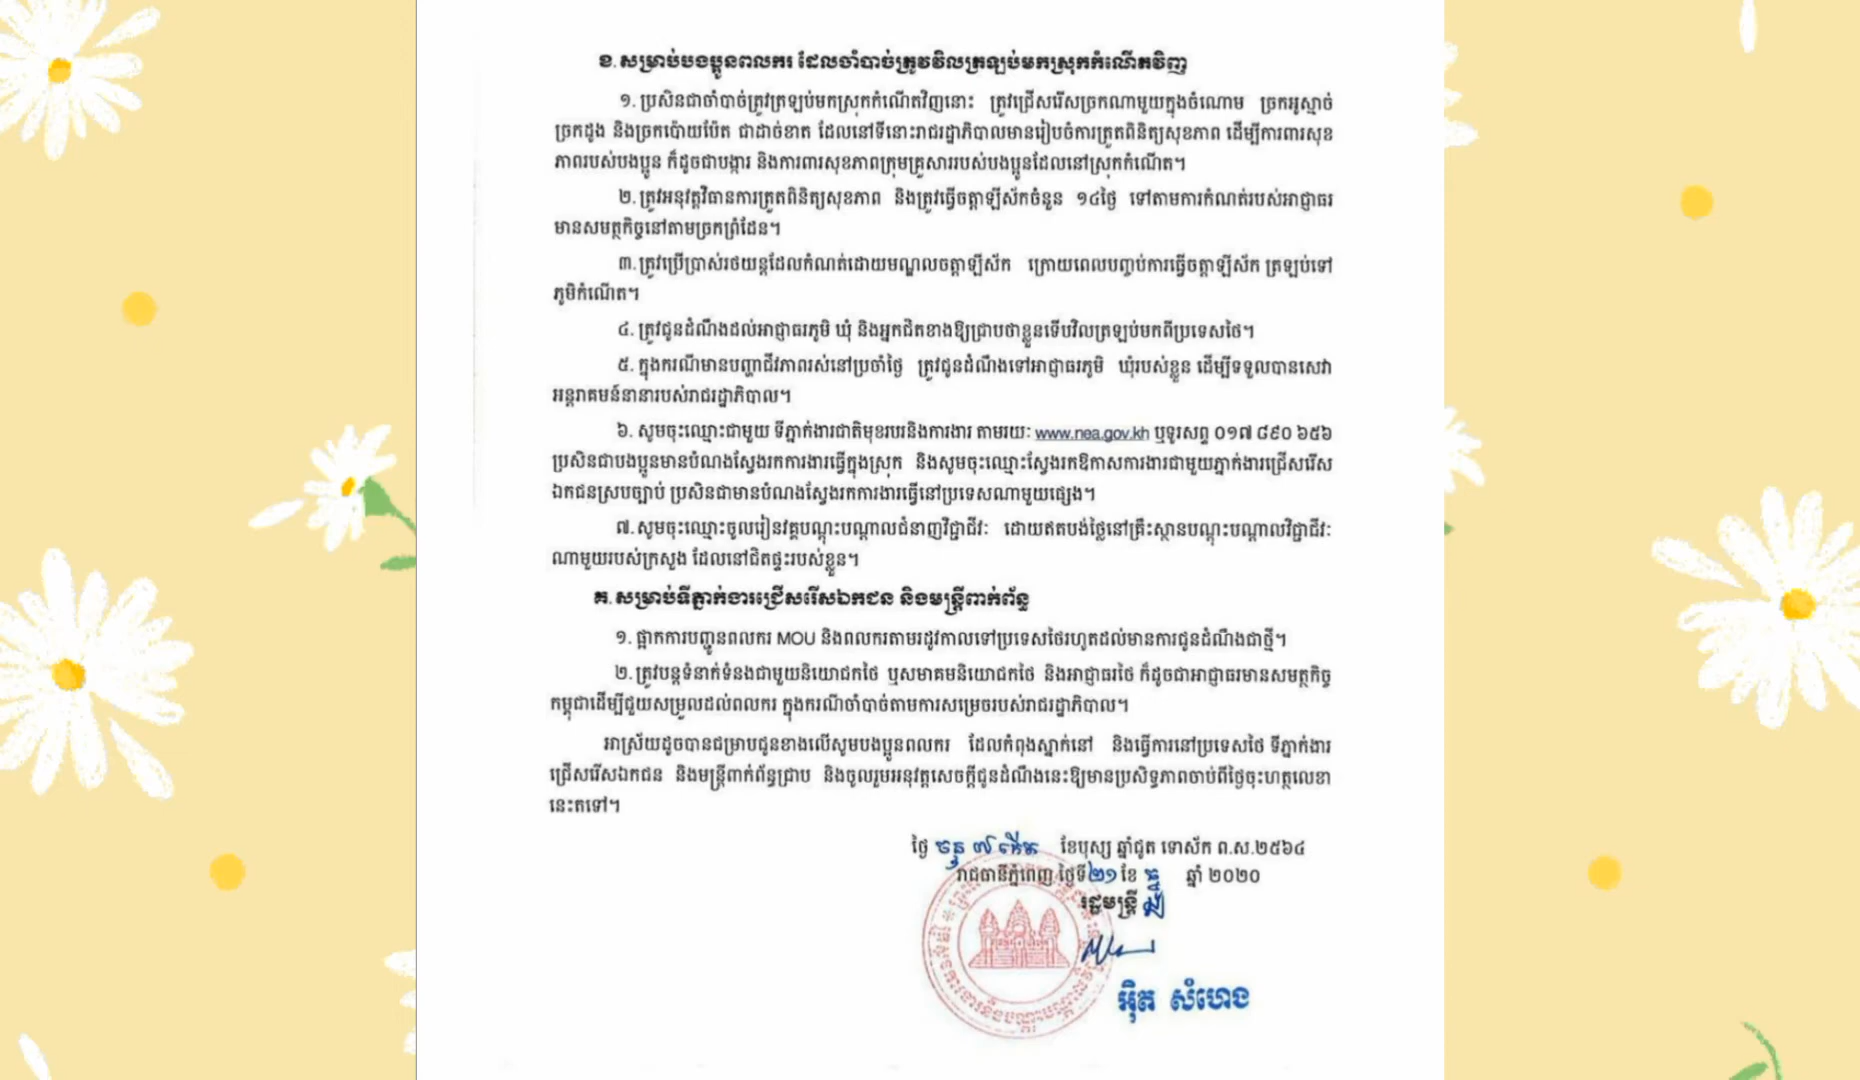 ខ. សម្រាប់បងប្អូនពលករ ដែលចាំបាច់ត្រូវវិលត្រឡប់មកស្រុកកំណើតវិញ
១. ប្រសិនជាចាំបាច់ត្រូវត្រឡប់មកស្រុកកំណើតវិញនោះ ត្រូវជ្រើសរើសច្រកណាមួយក្នុងចំណោម ច្រកអូស្មាច់
ច្រកដូង និងច្រកប៉ោយប៉ែត ជាដាច់ខាត ដែលនៅទីនោះរាជរដ្ឋាភិបាលមានរៀបចំការត្រួតពិនិត្យសុខភាព ដើម្បីការពារសុខ
ភាពរបស់បងប្អូន ក៏ដូចជាបង្ការ និងការពារសុខភាពក្រុមគ្រួសាររបស់បងប្អូនដែលនៅស្រុកកំណើត។
២. ត្រូវអនុវត្តវិធានការត្រួតពិនិត្យសុខភាព និងត្រូវធ្វើចត្តាឡីស័កចំនួន ១៤ថ្ងៃ ទៅតាមការកំណត់របស់អាជ្ញាធរ
មានសមត្ថកិច្ចនៅតាមច្រកព្រំដែន។
៣. ត្រូវប្រើប្រាស់រថយន្តដែលកំណត់ដោយមណ្ឌលចត្តាឡីស័ក ក្រោយពេលបញ្ចប់ការធ្វើចត្តាឡីស័ក ត្រឡប់ទៅ
ភូមិកំណើត។
៤. ត្រូវជូនដំណឹងដល់អាជ្ញាធរភូមិ ឃុំ និងអ្នកជិតខាងឱ្យជ្រាបថាខ្លួនទើបវិលត្រឡប់មកពីប្រទេសថៃ។
៥. ក្នុងករណីមានបញ្ហាជីវភាពរស់នៅប្រចាំថ្ងៃ ត្រូវជូនដំណឹងទៅអាជ្ញាធរភូមិ ឃុំរបស់ខ្លួន ដើម្បីទទួលបានសេវា
អន្តរាគមន៍នានារបស់រាជរដ្ឋាភិបាល។
៦. សូមចុះឈ្មោះជាមួយ ទីភ្នាក់ងារជាតិមុខរបរនិងការងារ តាមរយៈ www.nea.gov.kh ឬទូរសព្ទ ០១៧ ៨៩០ ៦៥៦
ប្រសិនជាបងប្អូនមានបំណងស្វែងរកការងារធ្វើក្នុងស្រុក និងសូមចុះឈ្មោះស្វែងរកឱកាសការងារជាមួយភ្នាក់ងារជ្រើសរើស
ឯកជនស្របច្បាប់ ប្រសិនជាមានបំណងស្វែងរកការងារធ្វើនៅប្រទេសណាមួយផ្សេង។
៧. សូមចុះឈ្មោះចូលរៀនវគ្គបណ្តុះបណ្តាលជំនាញវិជ្ជាជីវៈ ដោយឥតបង់ថ្លៃនៅគ្រឹះស្ថានបណ្តុះបណ្តាលវិជ្ជាជីវៈ
ណាមួយរបស់ក្រសួង ដែលនៅជិតផ្ទះរបស់ខ្លួន។
គ. សម្រាប់ទីភ្នាក់ងារជ្រើសរើសឯកជន និងមន្ត្រីពាក់ព័ន្ធ
១. ផ្អាកការបញ្ជូនពលករ MOU និងពលករតាមរដូវកាលទៅប្រទេសថៃរហូតដល់មានការជូនដំណឹងជាថ្មី។
២. ត្រូវបន្តទំនាក់ទំនងជាមួយនិយោជកថៃ ឬសមាគមនិយោជកថៃ និងអាជ្ញាធរថៃ ក៏ដូចជាអាជ្ញាធរមានសមត្ថកិច្ច
កម្ពុជាដើម្បីជួយសម្រួលដល់ពលករ ក្នុងករណីចាំបាច់តាមការសម្រេចរបស់រាជរដ្ឋាភិបាល។
អាស្រ័យដូចបានជម្រាបជូនខាងលើសូមបងប្អូនពលករ ដែលកំពុងស្នាក់នៅ និងធ្វើការនៅប្រទេសថៃ ទីភ្នាក់ងារ
ជ្រើសរើសឯកជន និងមន្ត្រីពាក់ព័ន្ធជ្រាប និងចូលរួមអនុវត្តសេចក្តីជូនដំណឹងនេះឱ្យមានប្រសិទ្ធភាពចាប់ពីថ្ងៃចុះហត្ថលេខា
នេះតទៅ។
ថ្ងៃ ចន្ទ ៧ កើត ខែបុស្ស ឆ្នាំជូត ទោស័ក ព.ស.២៥៦៤
រាជធានីភ្នំពេញ ថ្ងៃទី២១ ខែ ធ្នូ ឆ្នាំ ២០២០
រដ្ឋមន្ត្រី
អ៊ិត សំហេង